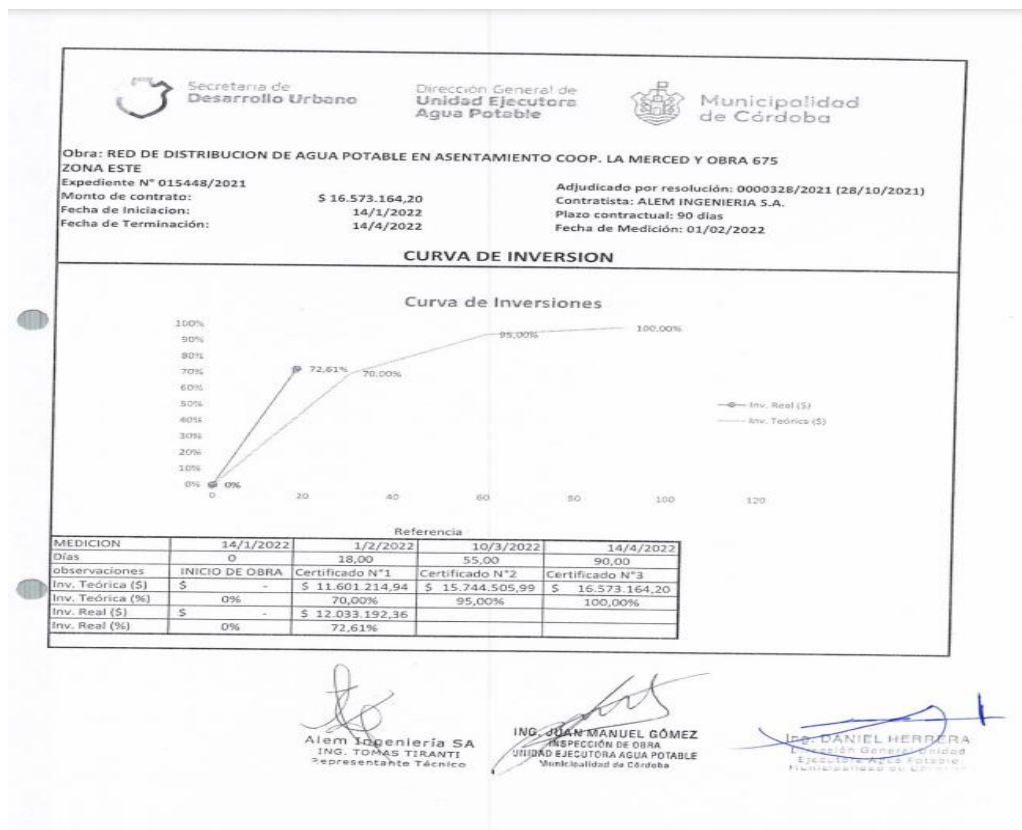 Secretaría de
Desarrollo Urbano
Dirección General de
Unidad Ejecutora
Agua Potable
Municipalidad
de Córdoba
Obra: RED DE DISTRIBUCION DE AGUA POTABLE EN ASENTAMIENTO COOP. LA MERCED Y OBRA 675
ZONA ESTE
Expediente N° 015448/2021
Monto de contrato: $ 16.573.164,20
Fecha de Iniciacion: 14/1/2022
Fecha de Terminación: 14/4/2022
Adjudicado por resolución: 0000328/2021 (28/10/2021)
Contratista: ALEM INGENIERIA S.A.
Plazo contractual: 90 dias
Fecha de Medición: 01/02/2022
CURVA DE INVERSION
Curva de Inversiones
100%
90%
80%
70%
60%
50%
40%
30%
20%
10%
0%
0%
72,61%
70,00%
95,00%
100,00%
0 20 40 60 80 100 120
Inv. Real ($)
Inv. Teórica ($)
Referencia
MEDICION 14/1/2022 1/2/2022 10/3/2022 14/4/2022
Días 0 18,00 55,00 90,00
observaciones INICIO DE OBRA Certificado N°1 Certificado N°2 Certificado N°3
Inv. Teórica ($) $ - $ 11.601.214,94 $ 15.744.505,99 $ 16.573.164,20
Inv. Teórica (%) 0% 70,00% 95,00% 100,00%
Inv. Real ($) $ - $ 12.033.192,36
Inv. Real (%) 0% 72,61%
Alem Ingeniería SA
ING. TOMAS TIRANTI
Representante Técnico
ING. JUAN MANUEL GÓMEZ
INSPECCIÓN DE OBRA
UNIDAD EJECUTORA AGUA POTABLE
Municipalidad de Córdoba
Ing. DANIEL HERRERA
Dirección General Unidad
Ejecutora Agua Potable
Municipalidad de Córdoba